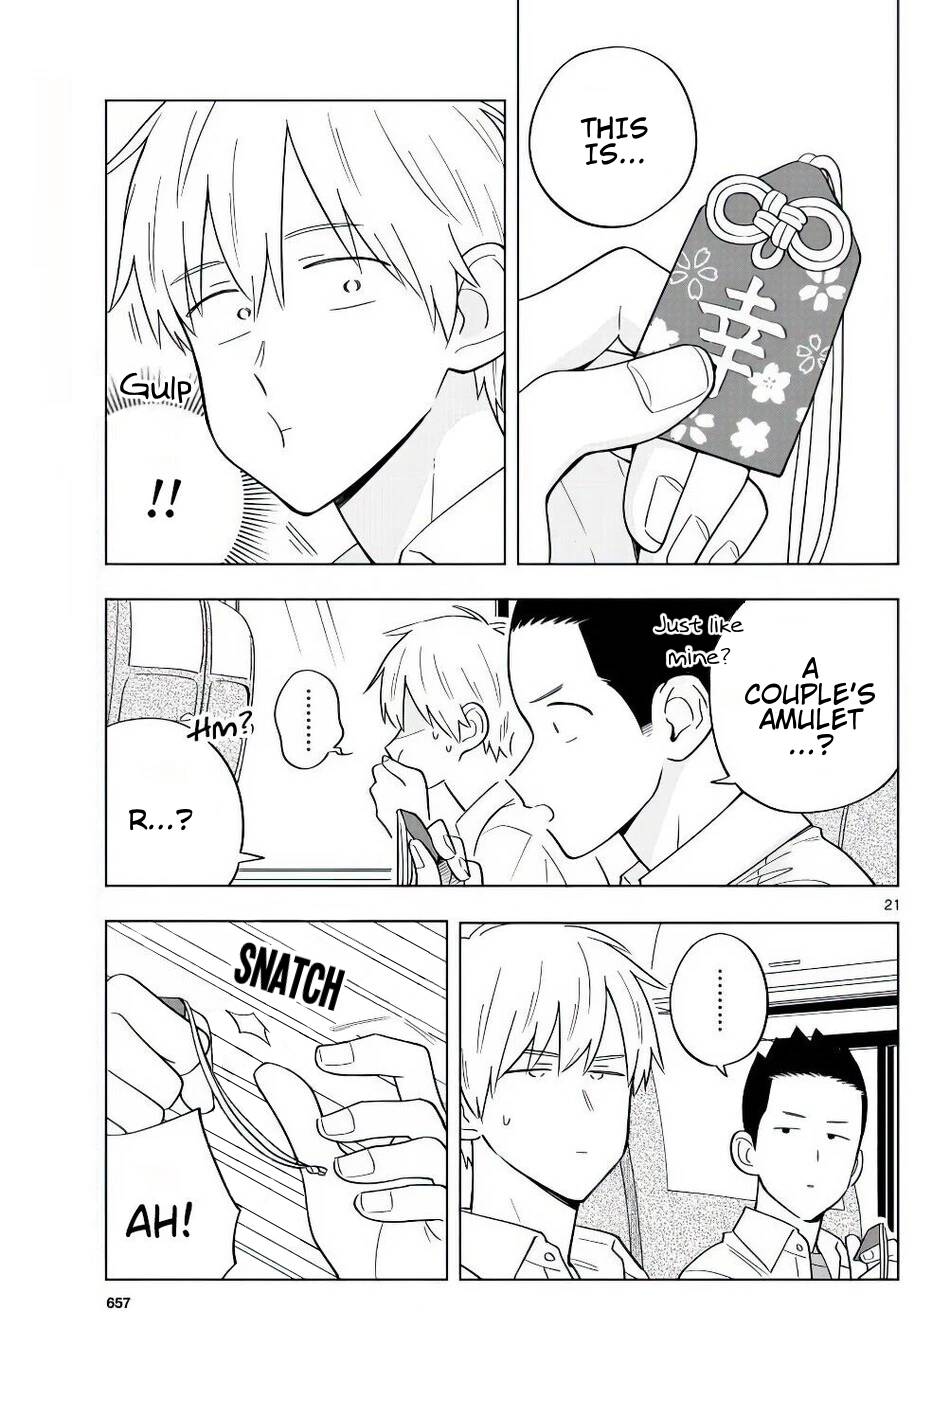 THIS
IS...
幸
Gulp
!!
A
COUPLE'S
AMULET
...?
Just like
mine?
.........
Hm?
R...?
21
.........
SNATCH
AH!
657